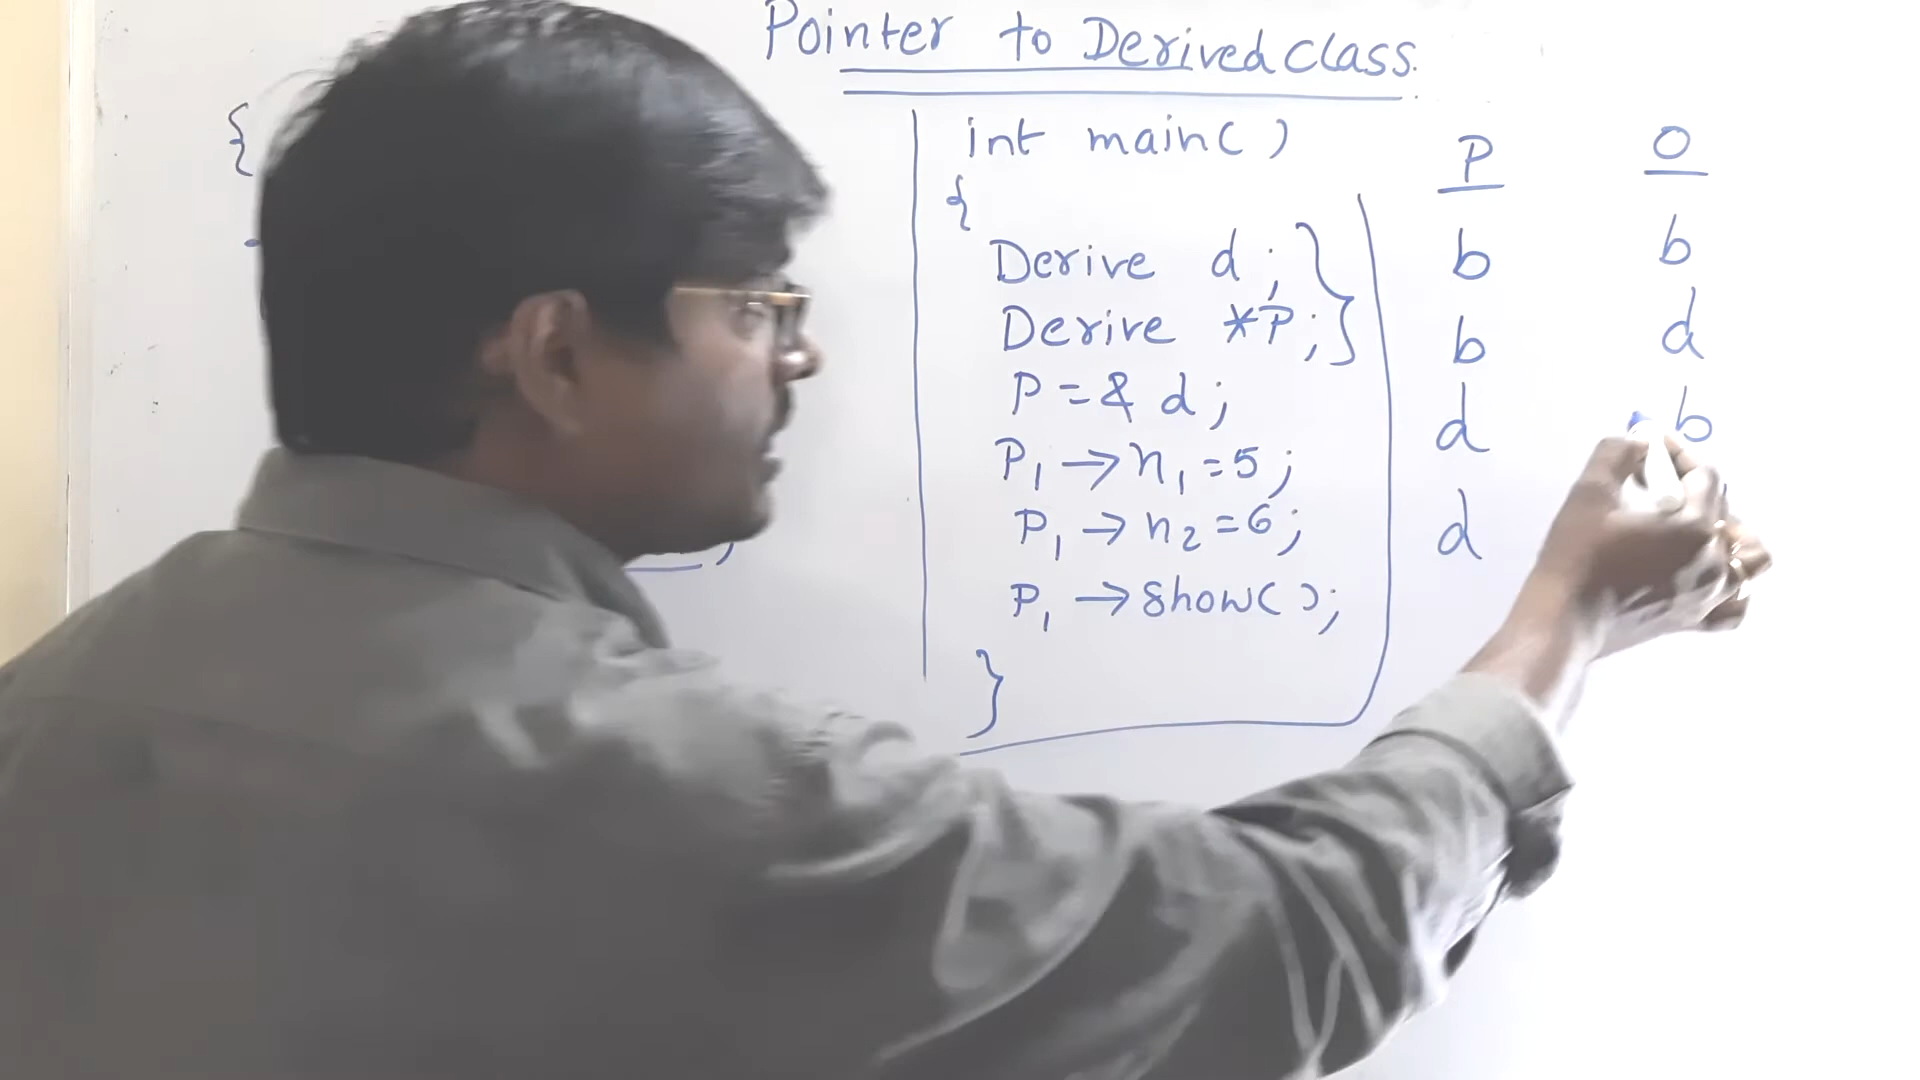 Pointer to Derived Class.
{
int main( )
{
Derive d ;
Derive *P ;
P = & d ;
P1 → n1 = 5 ;
P1 → n2 = 6 ;
P1 → show( ) ;
}
P O
b b
b d
d b
d